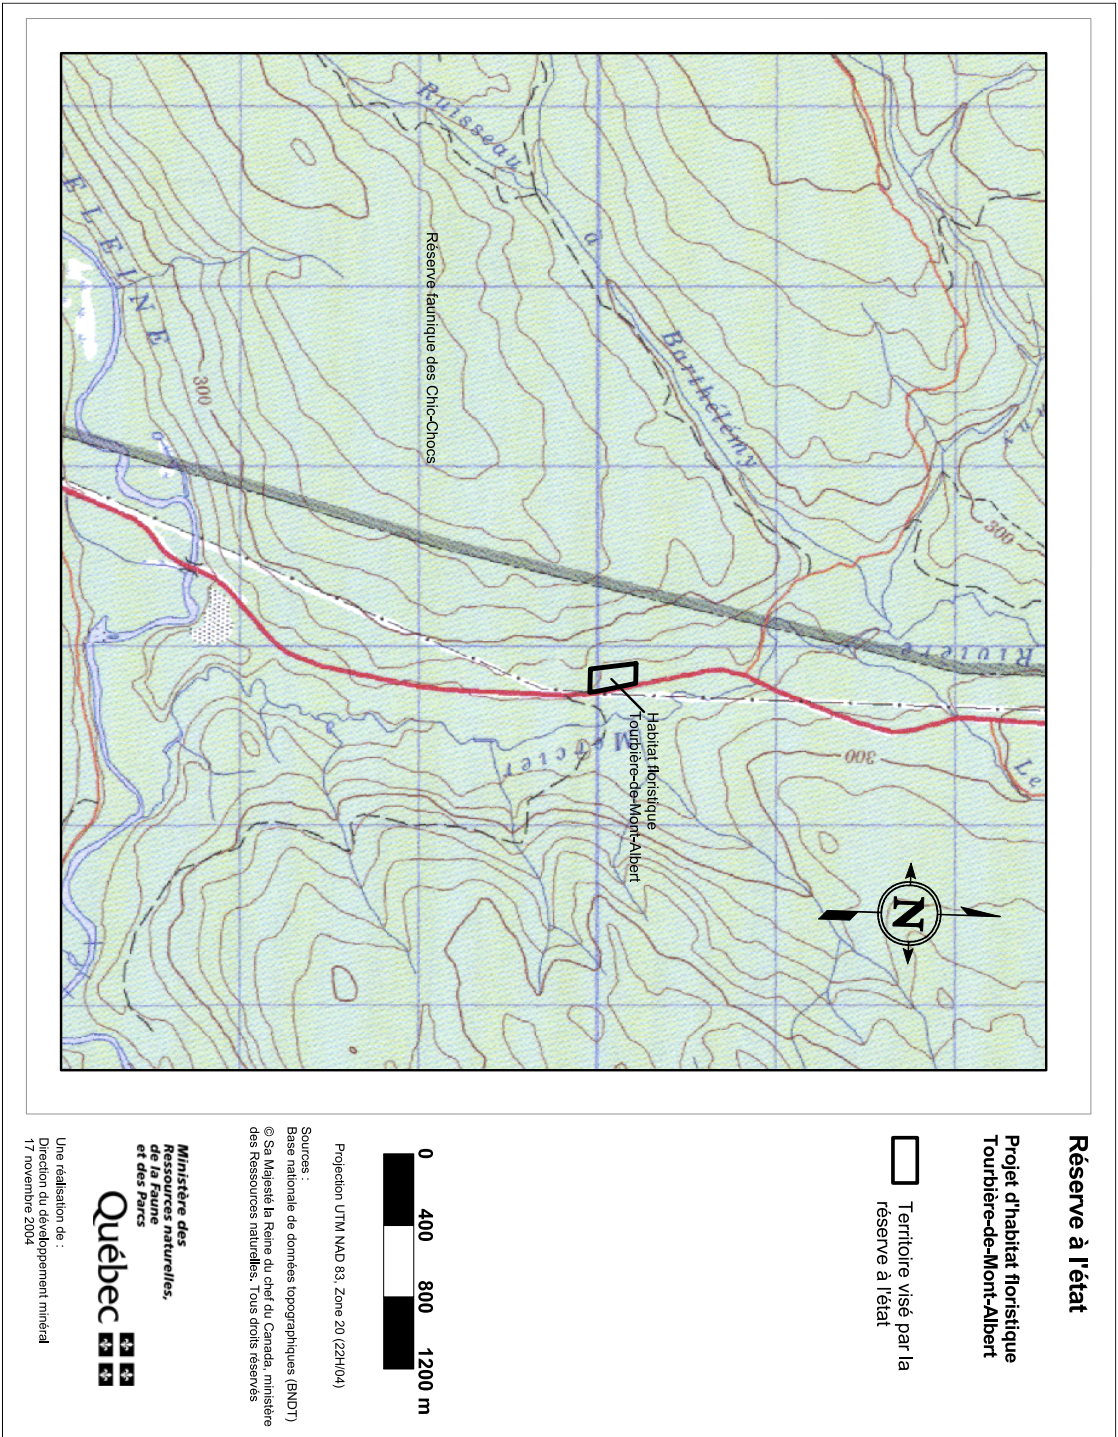 Réserve à l'état
Projet d'habitat floristique
Tourbière-de-Mont-Albert
Territoire visé par la
réserve à l'état
0 400 800 1200 m
Projection UTM NAD 83, Zone 20 (22H/04)
Sources :
Base nationale de données topographiques (BNDT)
© Sa Majesté la Reine du chef du Canada, ministère
des Ressources naturelles. Tous droits réservés
Ministère des
Ressources naturelles,
de la Faune
et des Parcs
Québec
Une réalisation de :
Direction du développement minéral
17 novembre 2004
N
Habitat floristique
Tourbière-de-Mont-Albert
Réserve faunique des Chic-Chocs
Ruisseau
à
Barthélémy
Rivière
Le
Mercier
ELEINE
300
300
300